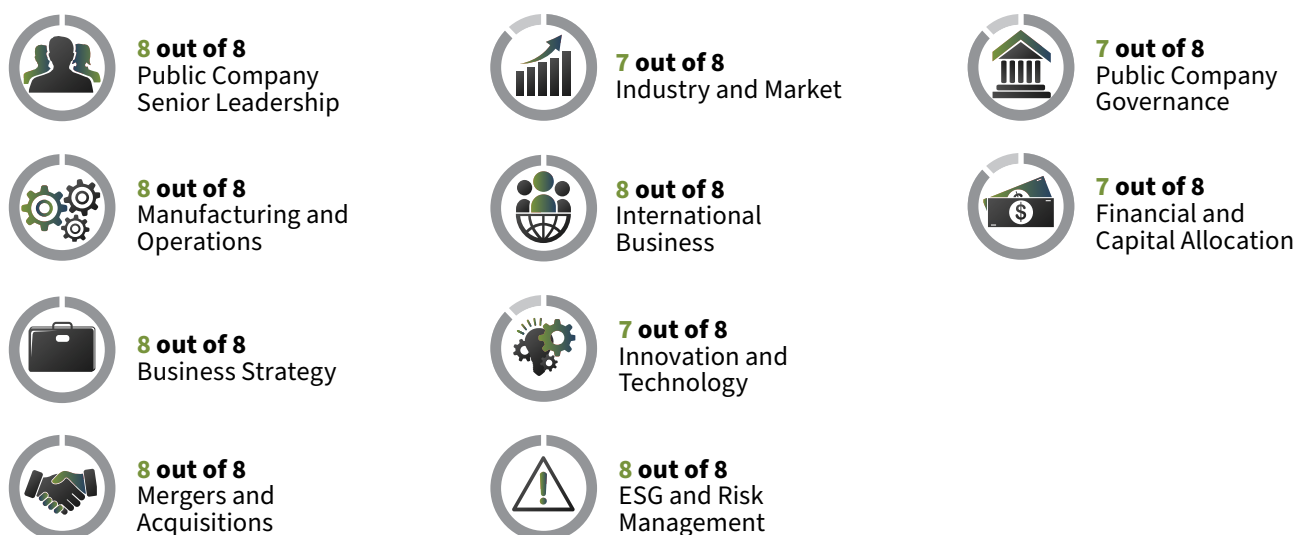 8 out of 8
Public Company
Senior Leadership
8 out of 8
Manufacturing and
Operations
8 out of 8
Business Strategy
8 out of 8
Mergers and
Acquisitions
7 out of 8
Industry and Market
8 out of 8
International
Business
7 out of 8
Innovation and
Technology
8 out of 8
ESG and Risk
Management
7 out of 8
Public Company
Governance
$
$
7 out of 8
Financial and
Capital Allocation